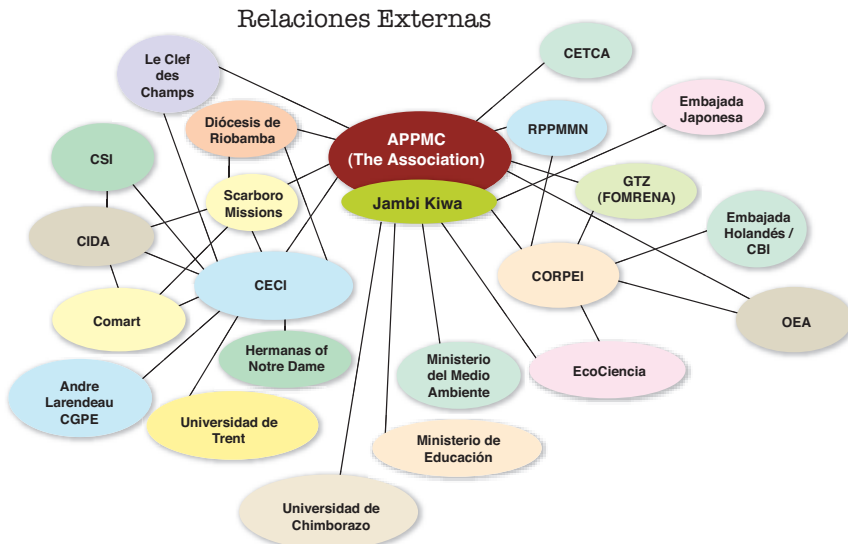 Relaciones Externas
Le Clef
des
Champs
CETCA
Diócesis de
Riobamba
APPMC
(The Association)
Jambi Kiwa
RPPMMN
Embajada
Japonesa
CSI
Scarboro
Missions
GTZ
(FOMRENA)
Embajada
Holandés /
CBI
CIDA
CECI
CORPEI
Comart
OEA
Hermanas of
Notre Dame
Ministerio
del Medio
Ambiente
EcoCiencia
Andre
Larendeau
CGPE
Universidad de
Trent
Ministerio de
Educación
Universidad de
Chimborazo